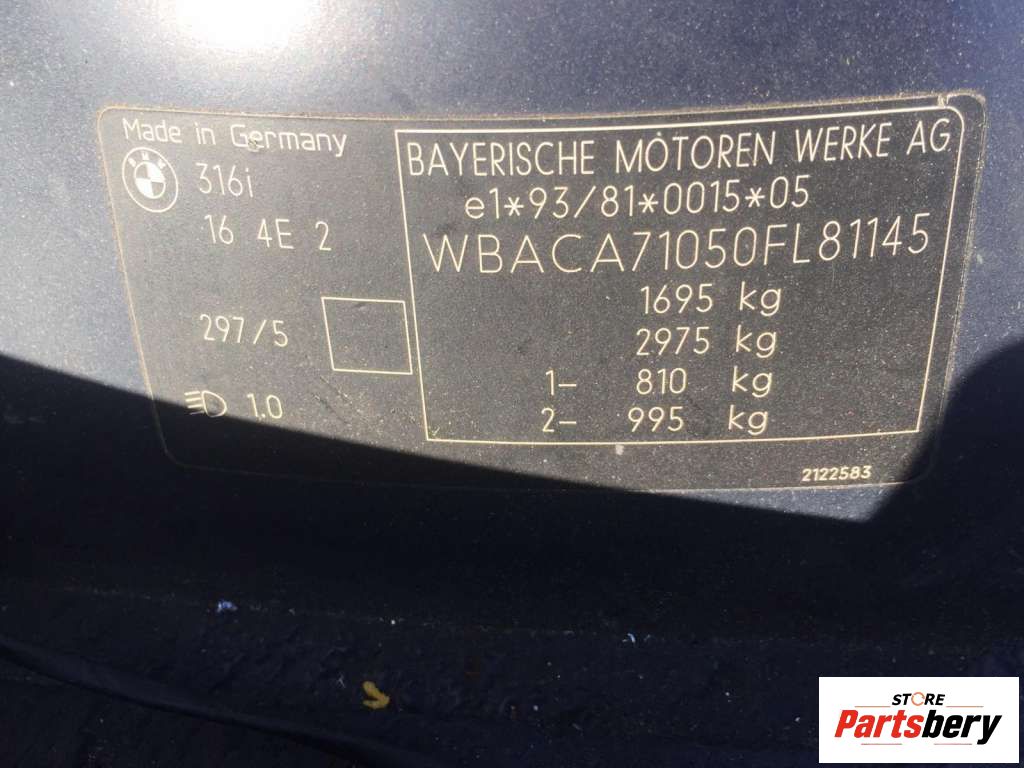 Made in Germany
BMW
316i
16 4E 2
297/5
1.0
BAYERISCHE MOTOREN WERKE AG
e1*93/81*0015*05
WBACA71050FL81145
1695 kg
2975 kg
1- 810 kg
2- 995 kg
2122583
STORE
Partsbery